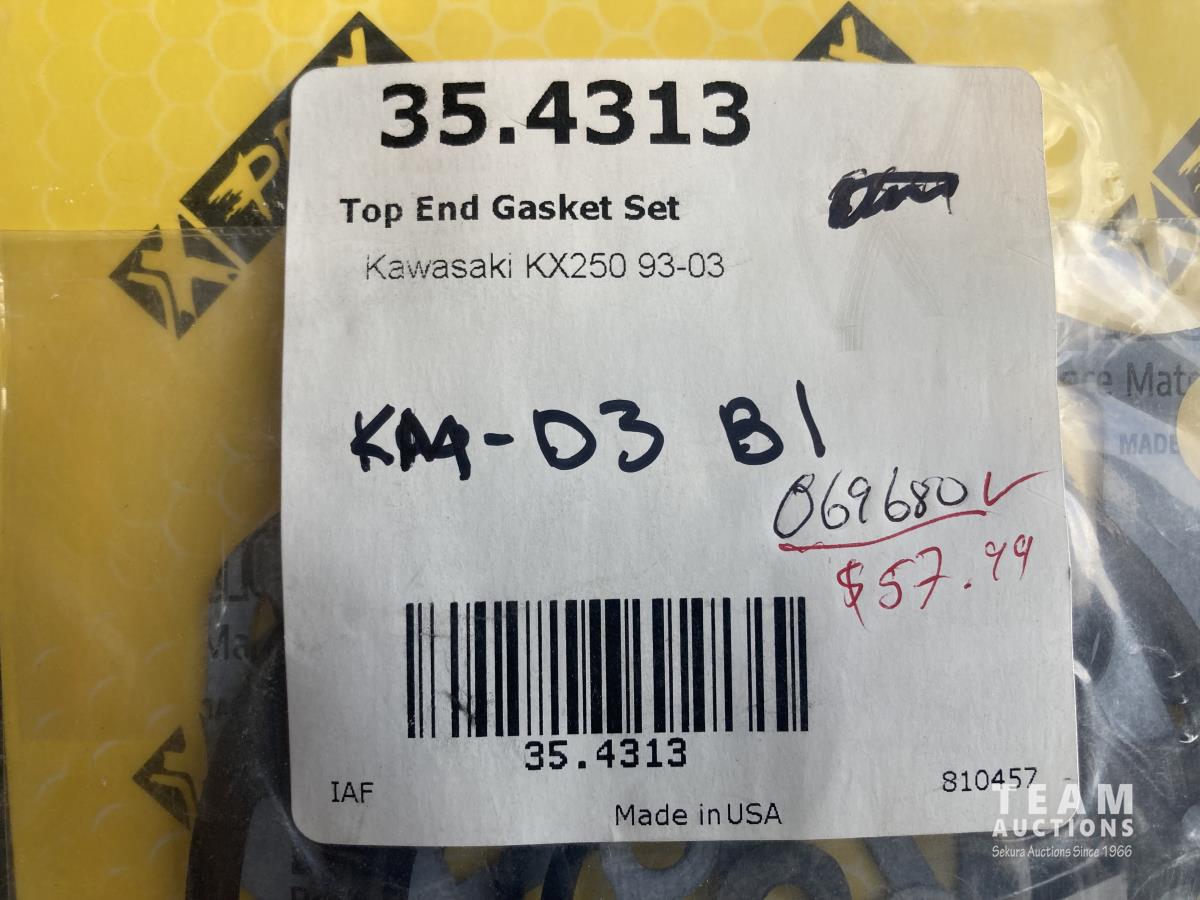 35.4313
Top End Gasket Set
Kawasaki KX250 93-03
D3 B1
069680
$57.99
35.4313
IAF
810457
Made in USA
MADE
TEAM
AUCTIONS
Sekura Auctions Since 1966